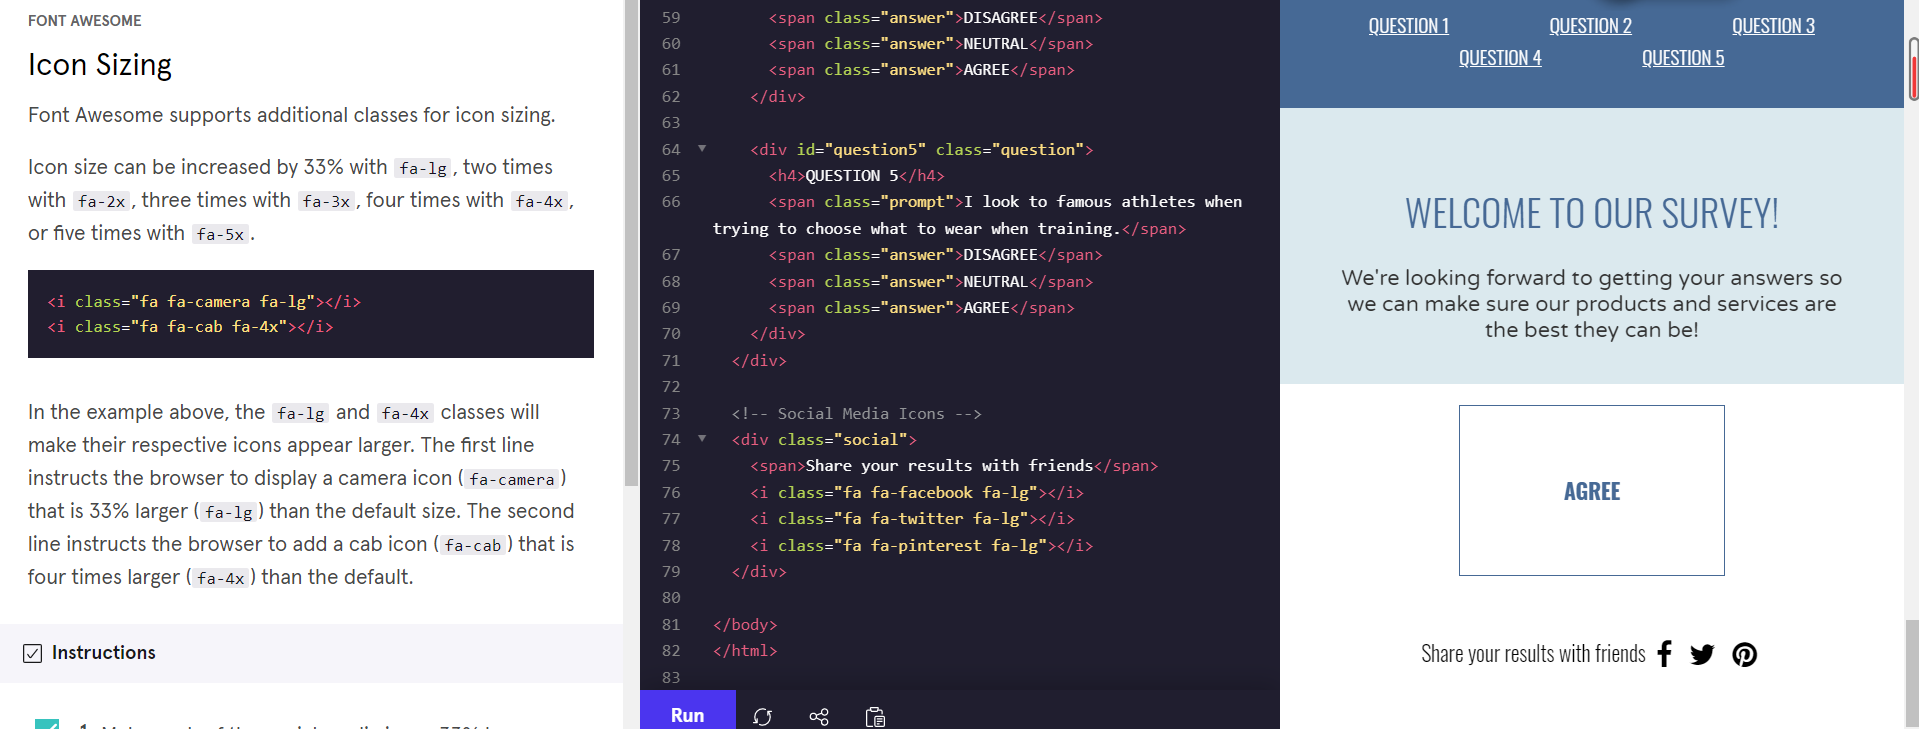 FONT AWESOME
Icon Sizing
Font Awesome supports additional classes for icon sizing.
Icon size can be increased by 33% with fa-lg, two times
with fa-2x, three times with fa-3x, four times with fa-4x,
or five times with fa-5x.
<i class="fa fa-camera fa-lg"></i>
<i class="fa fa-cab fa-4x"></i>
In the example above, the fa-lg and fa-4x classes will
make their respective icons appear larger. The first line
instructs the browser to display a camera icon (fa-camera)
that is 33% larger (fa-lg) than the default size. The second
line instructs the browser to add a cab icon (fa-cab) that is
four times larger (fa-4x) than the default.
Instructions
59 <span class="answer">DISAGREE</span>
60 <span class="answer">NEUTRAL</span>
61 <span class="answer">AGREE</span>
62 </div>
63
64 <div id="question5" class="question">
65 <h4>QUESTION 5</h4>
66 <span class="prompt">I look to famous athletes when
trying to choose what to wear when training.</span>
67 <span class="answer">DISAGREE</span>
68 <span class="answer">NEUTRAL</span>
69 <span class="answer">AGREE</span>
70 </div>
71 </div>
72
73 <!-- Social Media Icons -->
74 <div class="social">
75 <span>Share your results with friends</span>
76 <i class="fa fa-facebook fa-lg"></i>
77 <i class="fa fa-twitter fa-lg"></i>
78 <i class="fa fa-pinterest fa-lg"></i>
79 </div>
80
81 </body>
82 </html>
83
Run
QUESTION 1 QUESTION 2 QUESTION 3
QUESTION 4 QUESTION 5
WELCOME TO OUR SURVEY!
We're looking forward to getting your answers so
we can make sure our products and services are
the best they can be!
AGREE
Share your results with friends